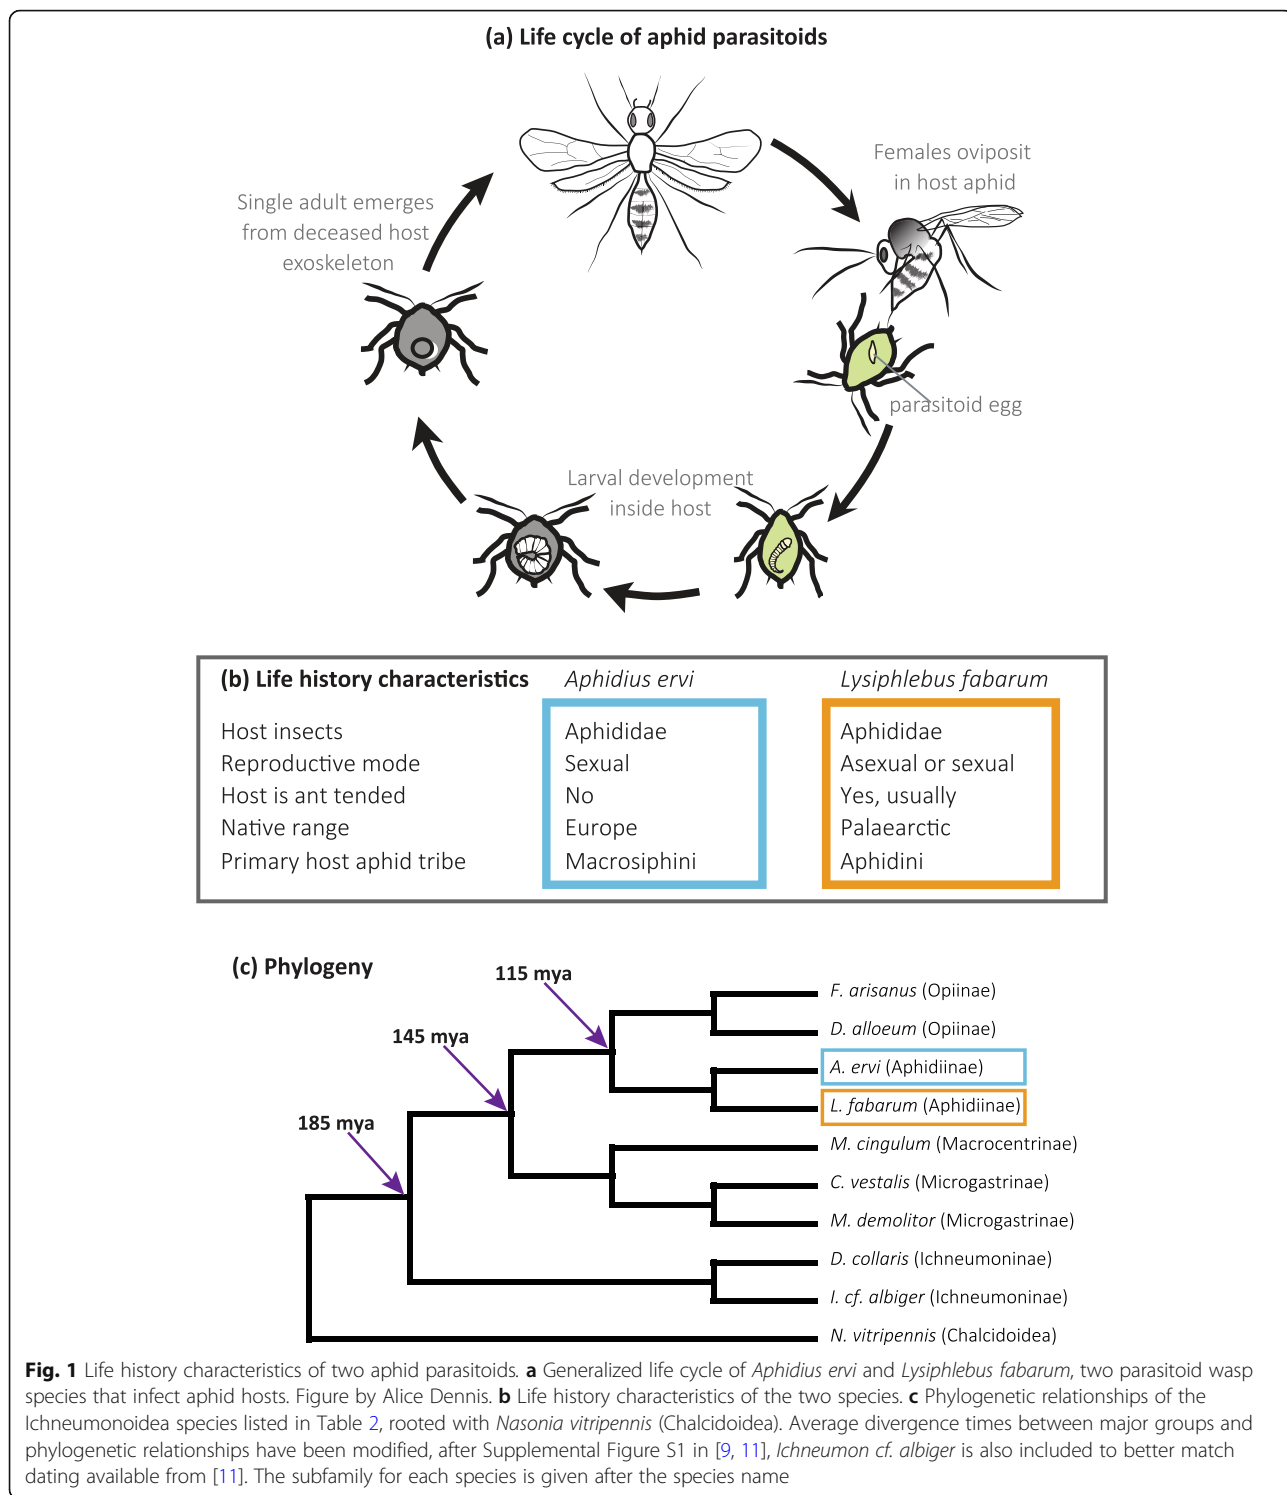 (a) Life cycle of aphid parasitoids
Females oviposit
in host aphid
Single adult emerges
from deceased host
exoskeleton
parasitoid egg
Larval development
inside host
(b) Life history characteristics Aphidius ervi Lysiphlebus fabarum
Host insects Aphididae Aphididae
Reproductive mode Sexual Asexual or sexual
Host is ant tended No Yes, usually
Native range Europe Palaearctic
Primary host aphid tribe Macrosiphini Aphidini
(c) Phylogeny
115 mya
145 mya
185 mya
F. arisanus (Opiinae)
D. alloeum (Opiinae)
A. ervi (Aphidiinae)
L. fabarum (Aphidiinae)
M. cingulum (Macrocentrinae)
C. vestalis (Microgastrinae)
M. demolitor (Microgastrinae)
D. collaris (Ichneumoninae)
I. cf. albiger (Ichneumoninae)
N. vitripennis (Chalcidoidea)
Fig. 1 Life history characteristics of two aphid parasitoids. a Generalized life cycle of Aphidius ervi and Lysiphlebus fabarum, two parasitoid wasp
species that infect aphid hosts. Figure by Alice Dennis. b Life history characteristics of the two species. c Phylogenetic relationships of the
Ichneumonoidea species listed in Table 2, rooted with Nasonia vitripennis (Chalcidoidea). Average divergence times between major groups and
phylogenetic relationships have been modified, after Supplemental Figure S1 in [9, 11], Ichneumon cf. albiger is also included to better match
dating available from [11]. The subfamily for each species is given after the species name